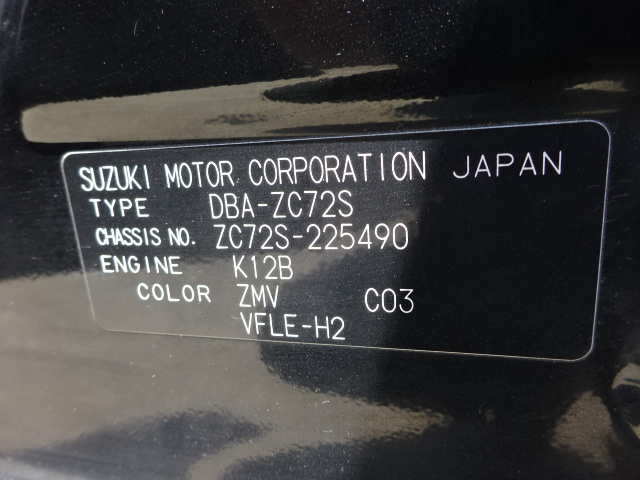 SUZUKI MOTOR CORPORATION JAPAN
TYPE DBA-ZC72S
CHASSIS NO. ZC72S-225490
ENGINE K12B
COLOR ZMV C03
VFLE-H2